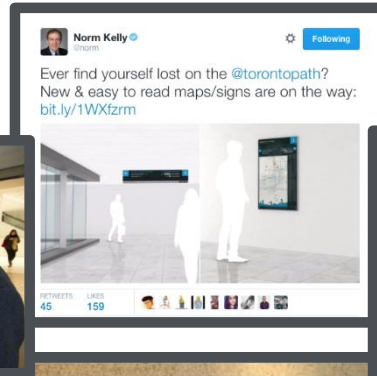 Norm Kelly
@norm
Following
Ever find yourself lost on the @torontopath?
New & easy to read maps/signs are on the way:
bit.ly/1WXfzrm
RETWEETS LIKES
45 159